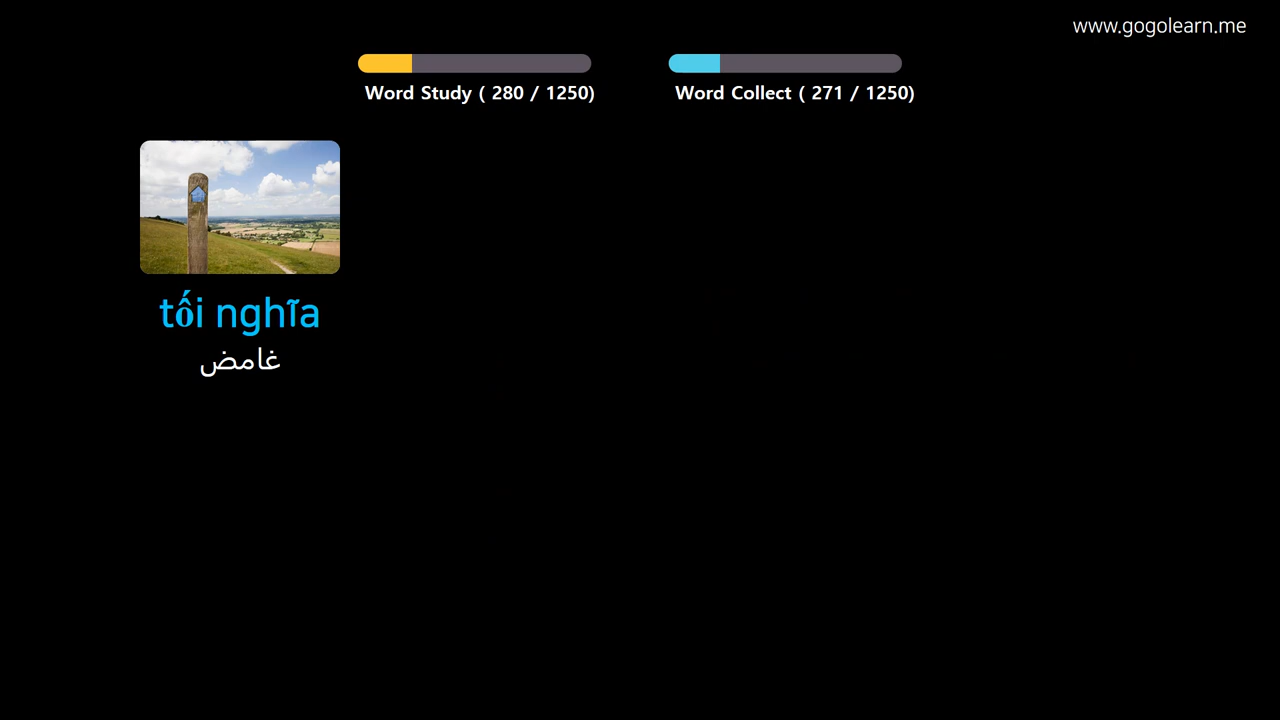 www.gogolearn.me
Word Study ( 280 / 1250)
Word Collect ( 271 / 1250)
tối nghĩa
غامض